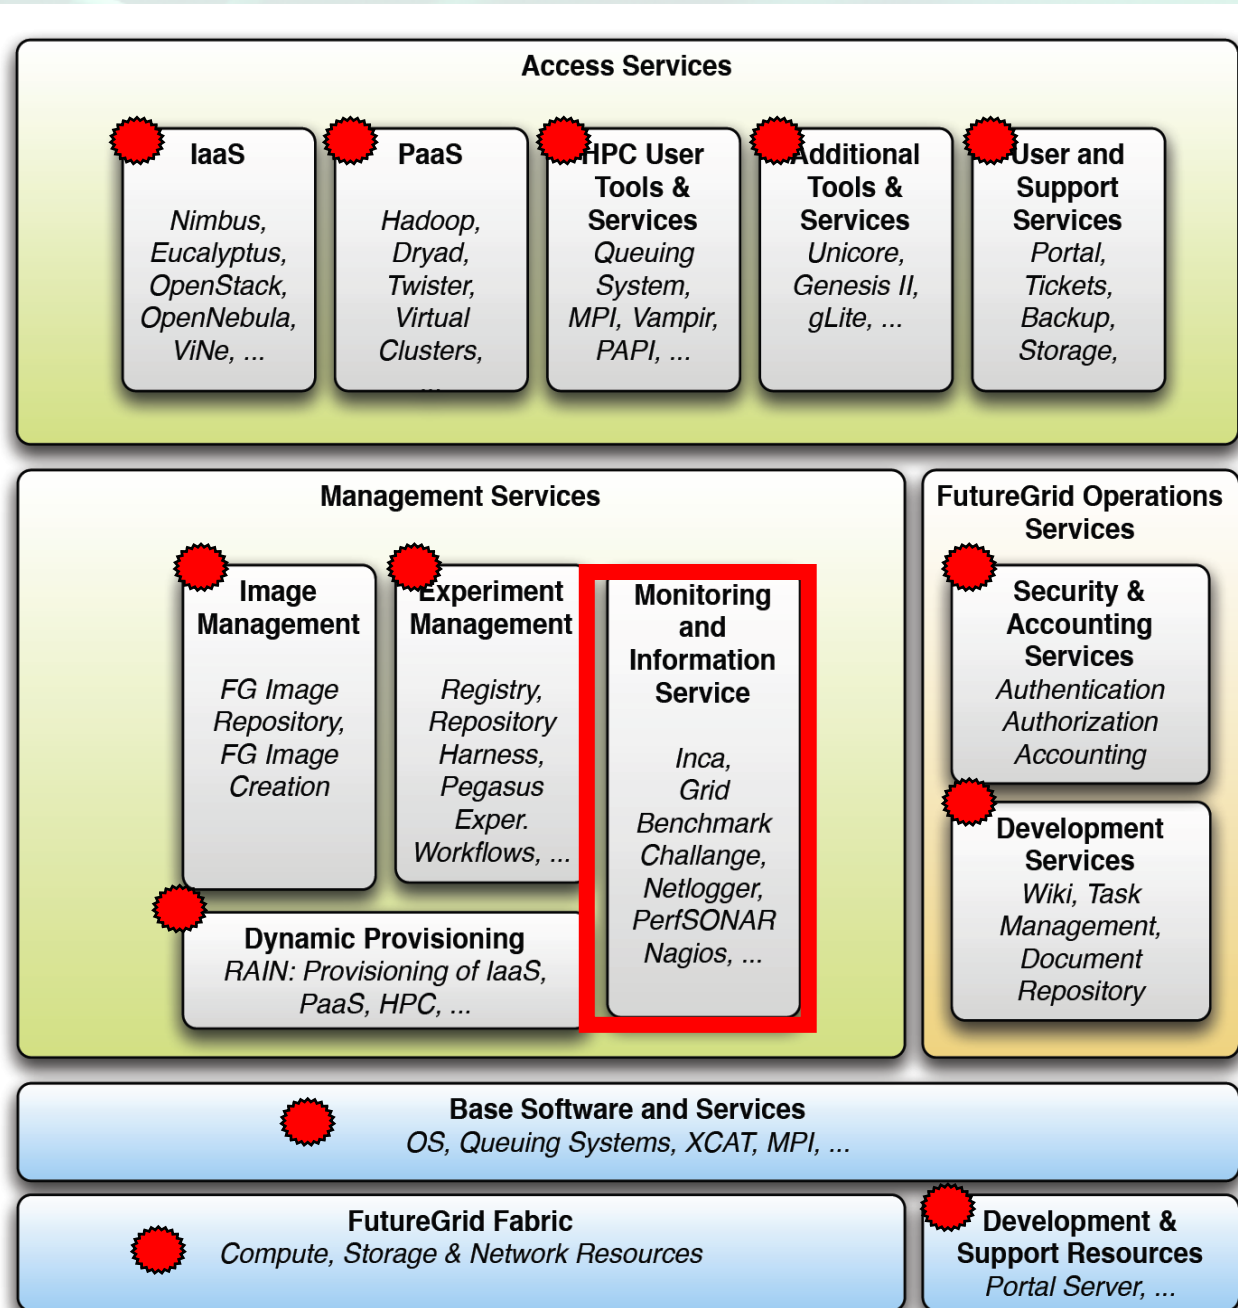 Access Services
IaaS
Nimbus,
Eucalyptus,
OpenStack,
OpenNebula,
ViNe, ...
PaaS
Hadoop,
Dryad,
Twister,
Virtual
Clusters,
...
HPC User
Tools &
Services
Queuing
System,
MPI, Vampir,
PAPI, ...
Additional
Tools &
Services
Unicore,
Genesis II,
gLite, ...
User and
Support
Services
Portal,
Tickets,
Backup,
Storage,
Management Services
Image
Management
FG Image
Repository,
FG Image
Creation
Experiment
Management
Registry,
Repository
Harness,
Pegasus
Exper.
Workflows, ...
Monitoring
and
Information
Service
Inca,
Grid
Benchmark
Challange,
Netlogger,
PerfSONAR
Nagios, ...
Dynamic Provisioning
RAIN: Provisioning of IaaS,
PaaS, HPC, ...
FutureGrid Operations
Services
Security &
Accounting
Services
Authentication
Authorization
Accounting
Development
Services
Wiki, Task
Management,
Document
Repository
Base Software and Services
OS, Queuing Systems, XCAT, MPI, ...
FutureGrid Fabric
Compute, Storage & Network Resources
Development &
Support Resources
Portal Server, ...